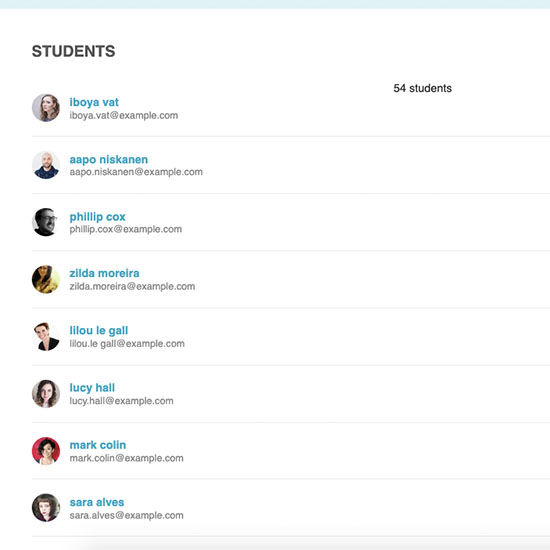 STUDENTS
54 students
iboya vat
iboya.vat@example.com
aapo niskanen
aapo.niskanen@example.com
phillip cox
phillip.cox@example.com
zilda moreira
zilda.moreira@example.com
lilou le gall
lilou.le gall@example.com
lucy hall
lucy.hall@example.com
mark colin
mark.colin@example.com
sara alves
sara.alves@example.com